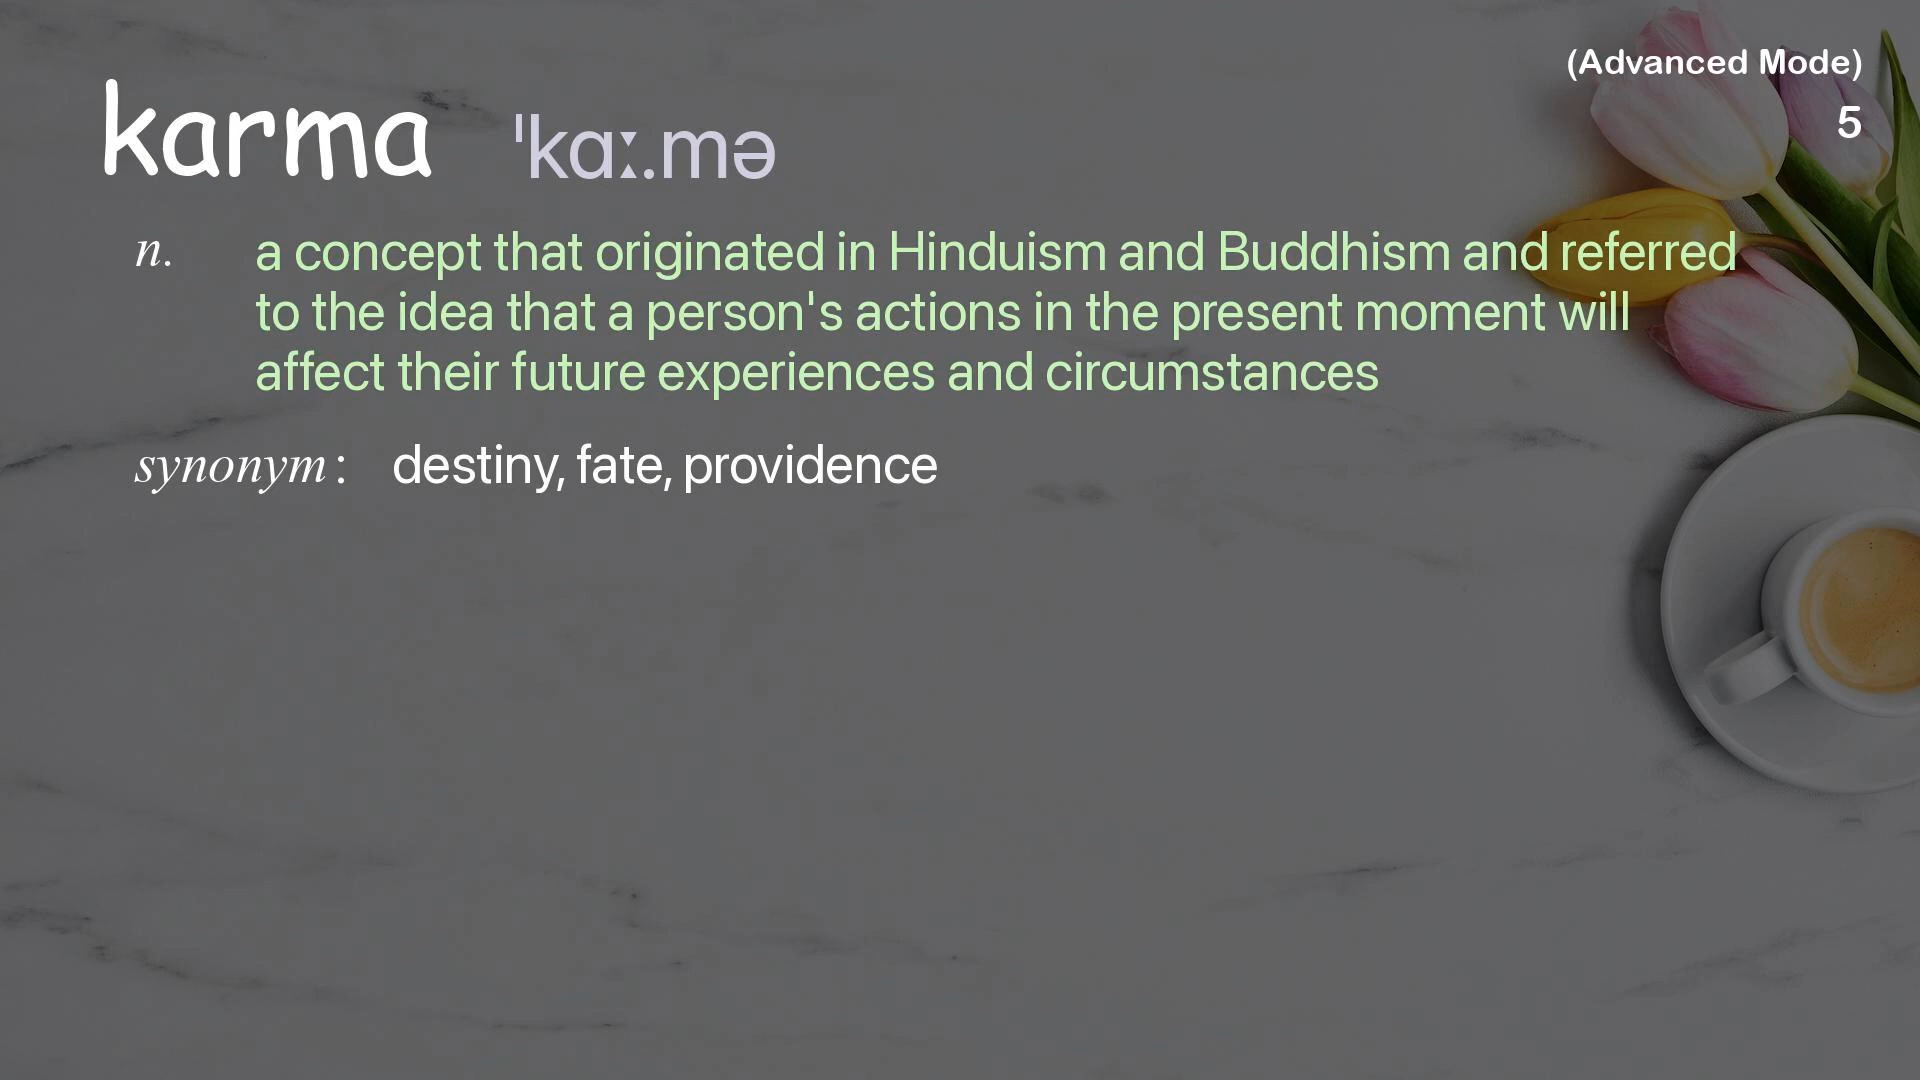 (Advanced Mode)
karma ˈkɑː.mə
5
n. a concept that originated in Hinduism and Buddhism and referred
to the idea that a person's actions in the present moment will
affect their future experiences and circumstances
synonym: destiny, fate, providence